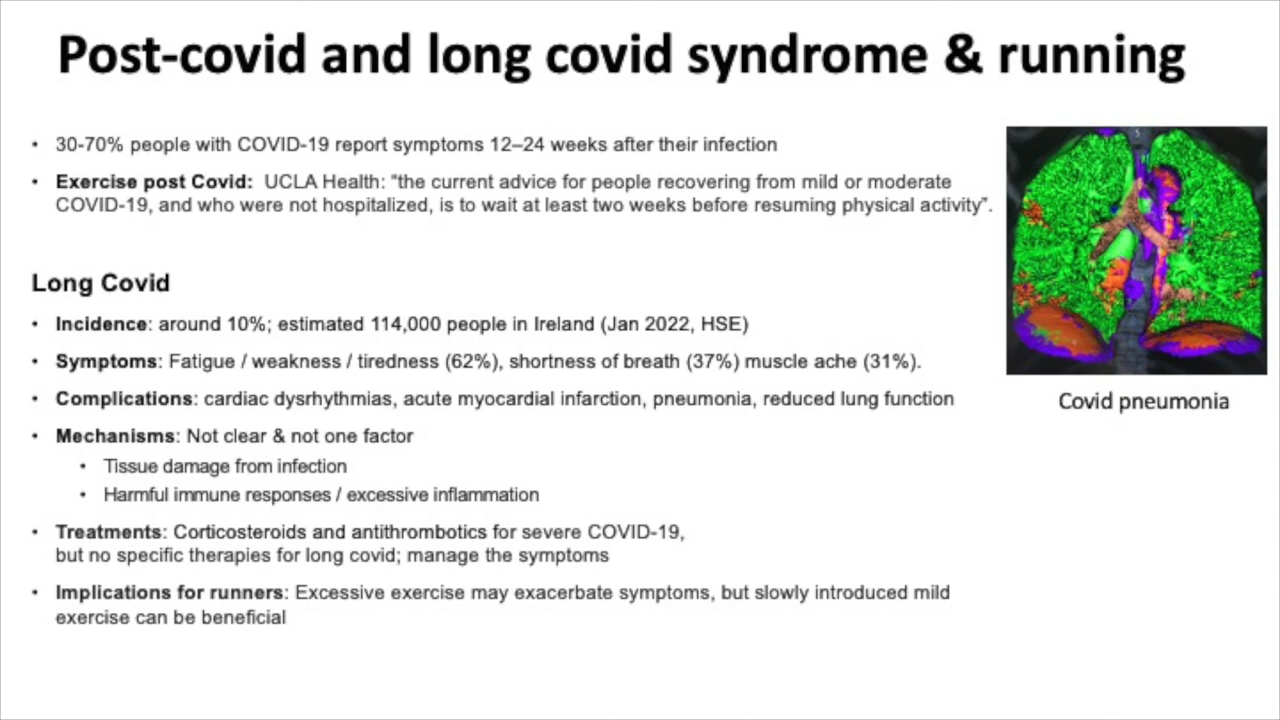 Post-covid and long covid syndrome & running
• 30-70% people with COVID-19 report symptoms 12–24 weeks after their infection
• Exercise post Covid: UCLA Health: "the current advice for people recovering from mild or moderate
COVID-19, and who were not hospitalized, is to wait at least two weeks before resuming physical activity".
Long Covid
• Incidence: around 10%; estimated 114,000 people in Ireland (Jan 2022, HSE)
• Symptoms: Fatigue / weakness / tiredness (62%), shortness of breath (37%) muscle ache (31%).
• Complications: cardiac dysrhythmias, acute myocardial infarction, pneumonia, reduced lung function
• Mechanisms: Not clear & not one factor
• Tissue damage from infection
• Harmful immune responses / excessive inflammation
• Treatments: Corticosteroids and antithrombotics for severe COVID-19,
but no specific therapies for long covid; manage the symptoms
• Implications for runners: Excessive exercise may exacerbate symptoms, but slowly introduced mild
exercise can be beneficial
S
Covid pneumonia